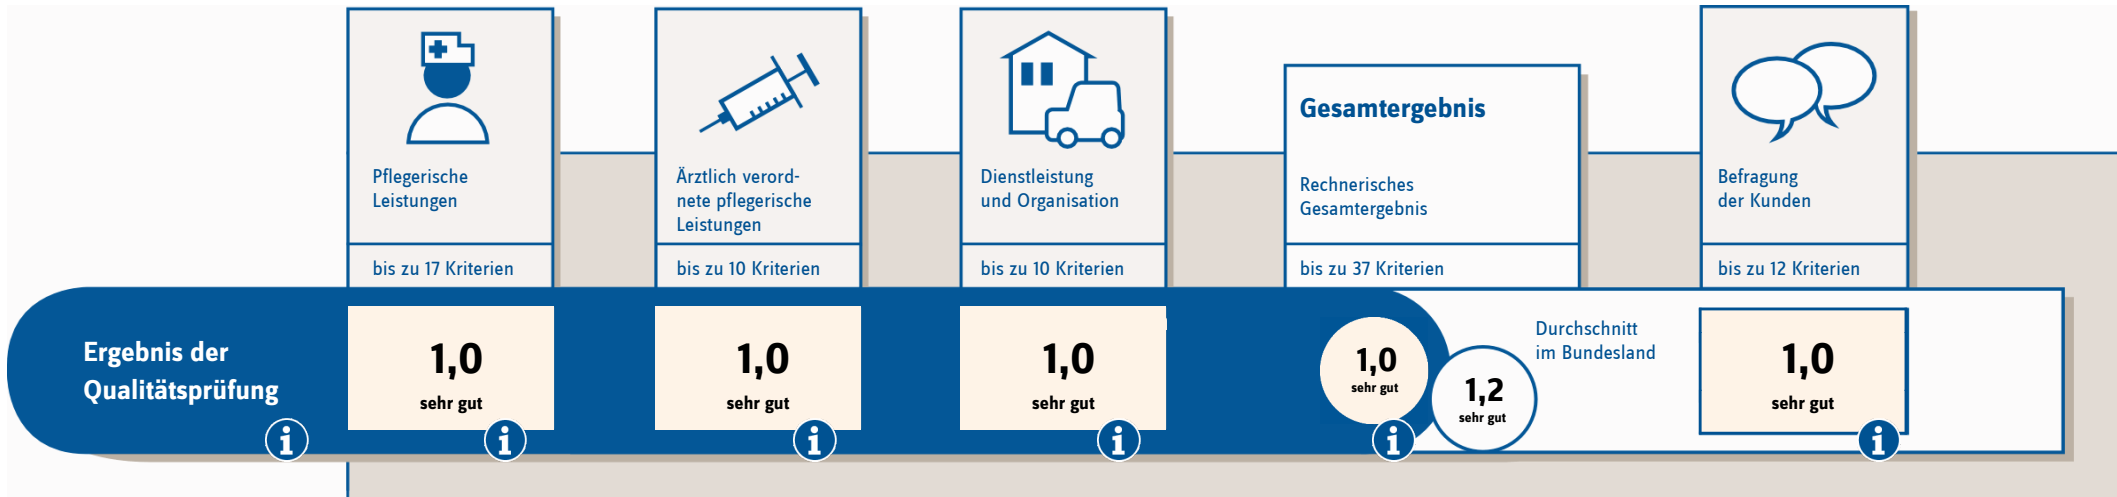 Pflegerische
Leistungen
bis zu 17 Kriterien
Ärztlich verord-
nete pflegerische
Leistungen
bis zu 10 Kriterien
Dienstleistung
und Organisation
bis zu 10 Kriterien
Gesamtergebnis
Rechnerisches
Gesamtergebnis
bis zu 37 Kriterien
Befragung
der Kunden
bis zu 12 Kriterien
Ergebnis der
Qualitätsprüfung
i
1,0
sehr gut
i
1,0
sehr gut
i
1,0
sehr gut
i
1,0
sehr gut
i
1,2
sehr gut
Durchschnitt
im Bundesland
1,0
sehr gut
i